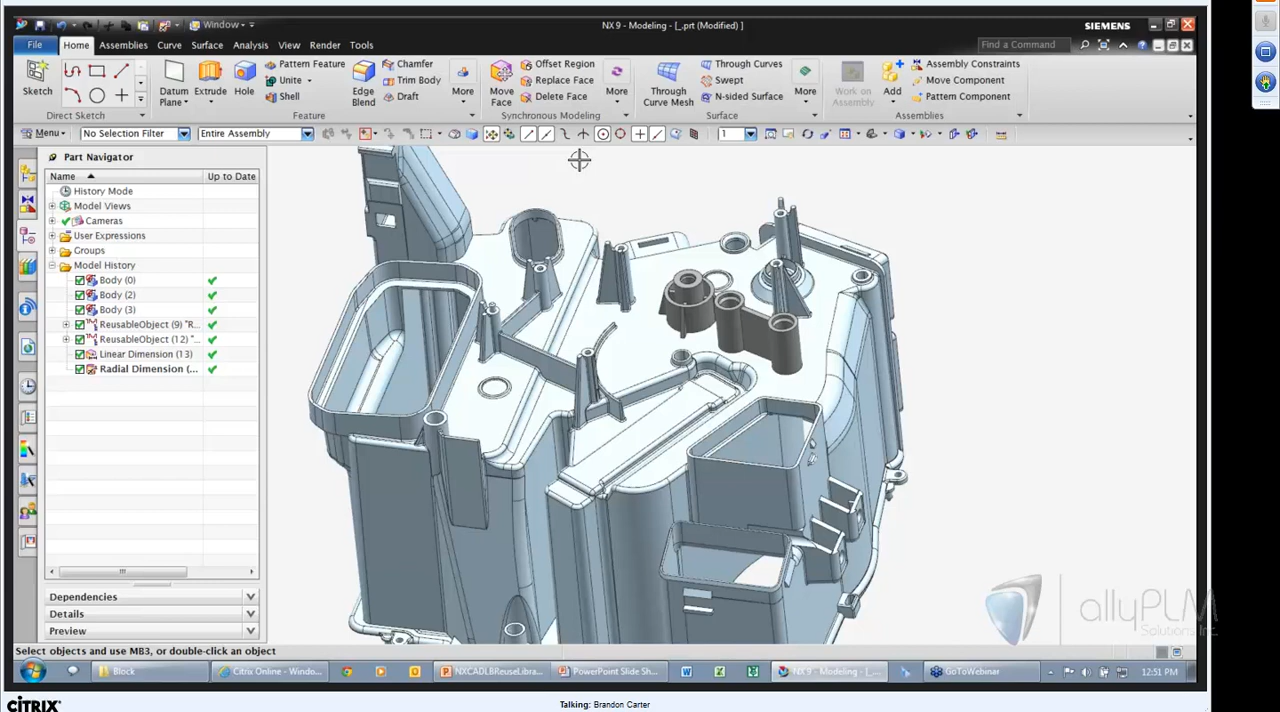 Window
NX 9 - Modeling - [_.prt (Modified) ]
SIEMENS
File
Home
Assemblies
Curve
Surface
Analysis
View
Render
Tools
Find a Command
Sketch
Direct Sketch
Datum
Plane
Extrude
Hole
Pattern Feature
Unite
Shell
Edge
Blend
Chamfer
Trim Body
Draft
More
Feature
Move
Face
Offset Region
Replace Face
Delete Face
More
Synchronous Modeling
Through
Curve Mesh
Through Curves
Swept
N-sided Surface
More
Surface
Work on
Assembly
Add
Assembly Constraints
Move Component
Pattern Component
Assemblies
Menu
No Selection Filter
Entire Assembly
1
Part Navigator
Name
Up to Date
History Mode
Model Views
Cameras
User Expressions
Groups
Model History
Body (0)
Body (2)
Body (3)
ReusableObject (9) "R...
ReusableObject (12) "...
Linear Dimension (13)
Radial Dimension (...
Dependencies
Details
Preview
allyPLM
Solutions Inc.
Select objects and use MB3, or double-click an object
Block
Citrix Online - Windo...
NXCADLBReuseLibra...
PowerPoint Slide Sh...
NX 9 - Modeling - [_...
GoToWebinar
12:51 PM
CİTRIX
Talking: Brandon Carter